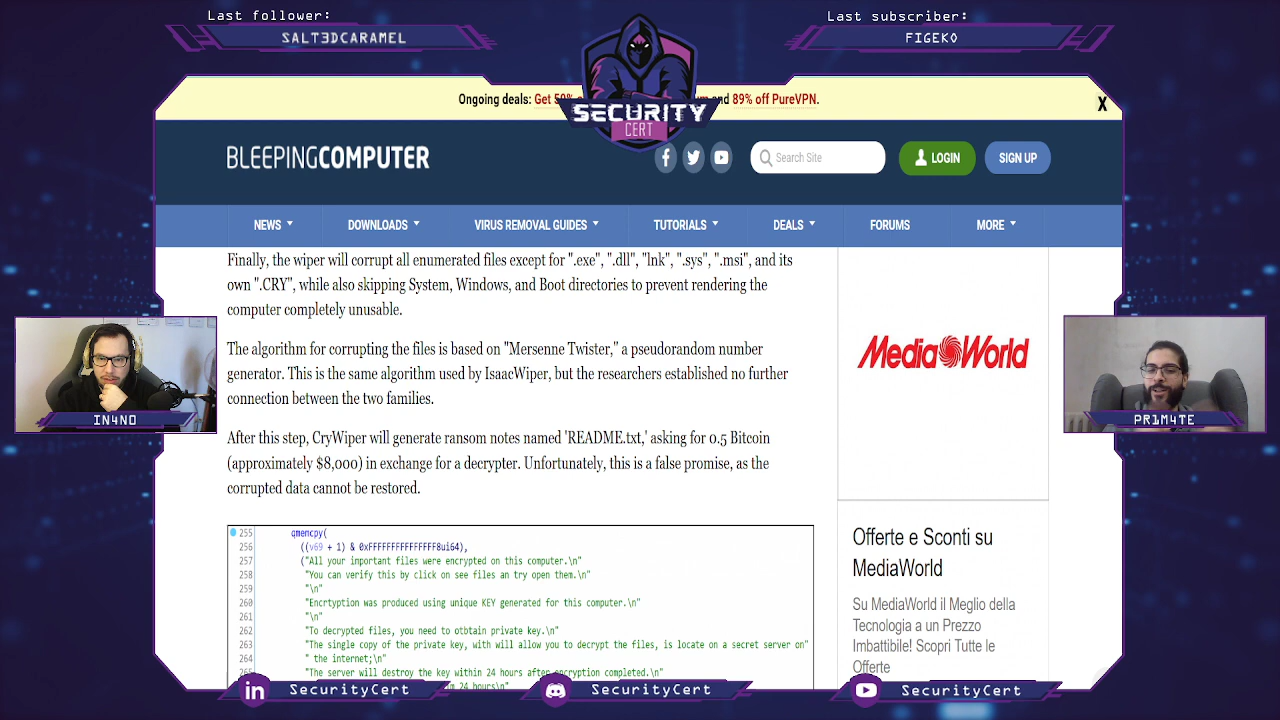 Last follower:
SALT3DCARAMEL
Last subscriber:
FIGEKO
SECURITY
CERT
Ongoing deals: Get 50% and 89% off PureVPN.
X
BLEEPINGCOMPUTER
Search Site
LOGIN
SIGN UP
NEWS
DOWNLOADS
VIRUS REMOVAL GUIDES
TUTORIALS
DEALS
FORUMS
MORE
Finally, the wiper will corrupt all enumerated files except for ".exe", ".dll", "lnk", ".sys", ".msi", and its
own ".CRY", while also skipping System, Windows, and Boot directories to prevent rendering the
computer completely unusable.
The algorithm for corrupting the files is based on "Mersenne Twister," a pseudorandom number
generator. This is the same algorithm used by IsaacWiper, but the researchers established no further
connection between the two families.
After this step, CryWiper will generate ransom notes named 'README.txt,' asking for 0.5 Bitcoin
(approximately $8,000) in exchange for a decrypter. Unfortunately, this is a false promise, as the
corrupted data cannot be restored.
255 qmemcpy(
256 ((v69 + 1) & 0xFFFFFFFFFFFFFFF8ui64),
257 ("All your important files were encrypted on this computer.\n"
258 "You can verify this by click on see files an try open them.\n"
259 "\n"
260 "Encrtyption was produced using unique KEY generated for this computer.\n"
261 "\n"
262 "To decrypted files, you need to otbtain private key.\n"
263 "The single copy of the private key, with will allow you to decrypt the files, is locate on a secret server on"
264 " the internet;\n"
265 "The server will destroy the key within 24 hours after encryption completed.\n"
24 hours\n"
MediaWorld
Offerte e Sconti su
MediaWorld
Su MediaWorld il Meglio della
Tecnologia a un Prezzo
Imbattibile! Scopri Tutte le
Offerte
IN4N0
PR1M4TE
in SecurityCert
SecurityCert
SecurityCert